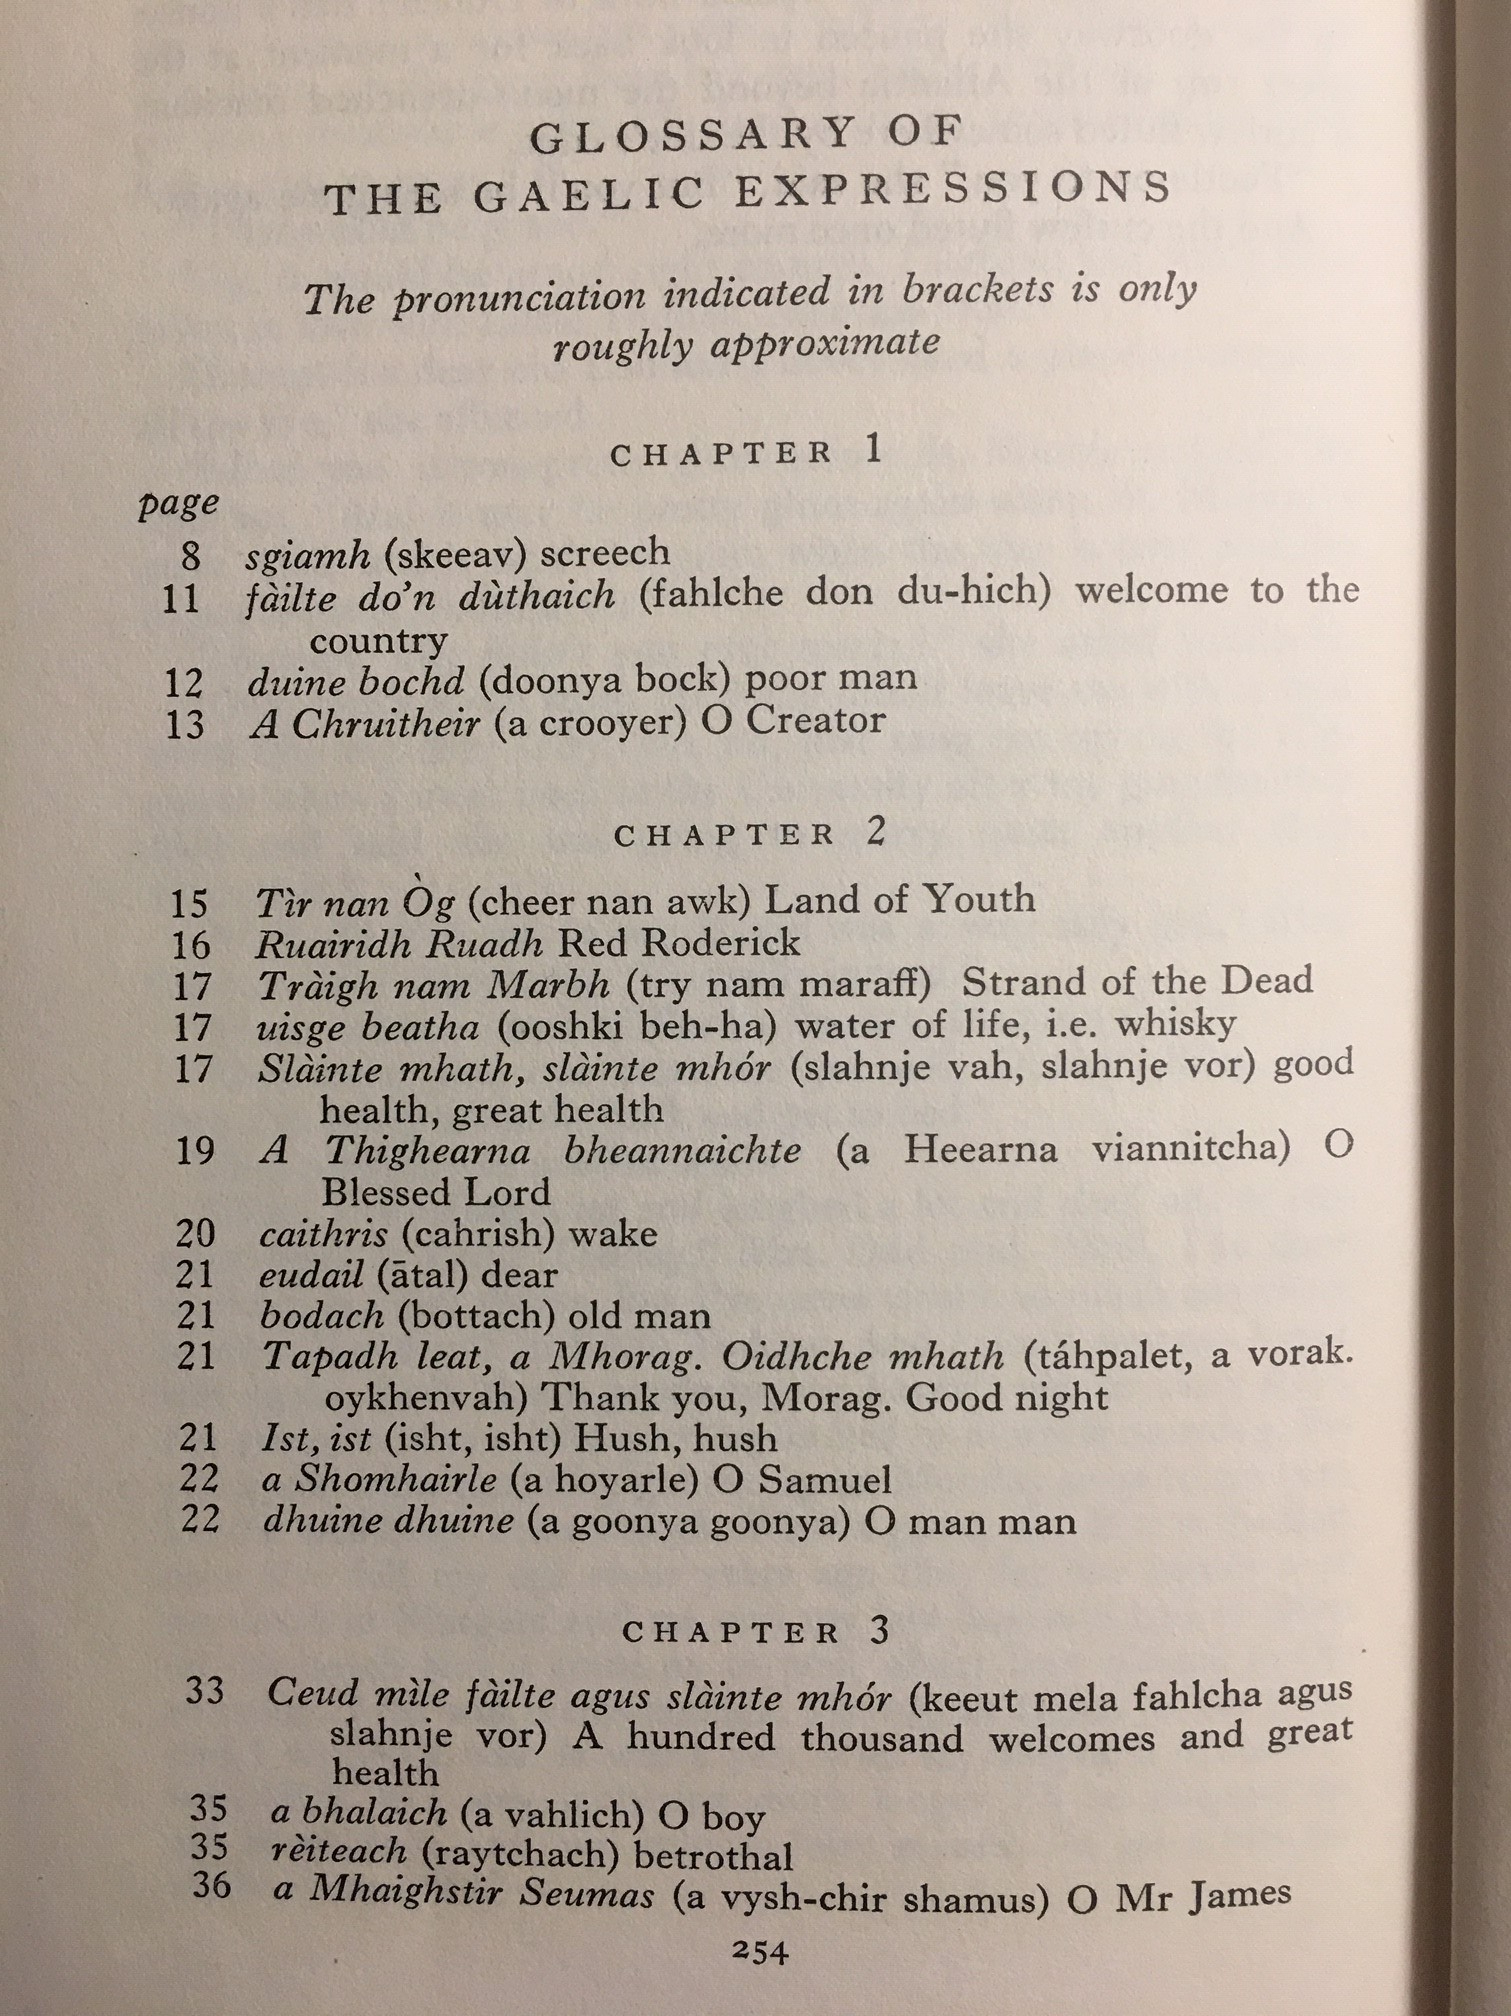 GLOSSARY OF
THE GAELIC EXPRESSIONS
The pronunciation indicated in brackets is only
roughly approximate
CHAPTER 1
page
8 sgiamh (skeeav) screech
11 fàilte do'n dùthaich (fahlche don du-hich) welcome to the
country
12 duine bochd (doonya bock) poor man
13 A Chruitheir (a crooyer) O Creator
CHAPTER 2
15 Tìr nan Òg (cheer nan awk) Land of Youth
16 Ruairidh Ruadh Red Roderick
17 Tràigh nam Marbh (try nam maraff) Strand of the Dead
17 uisge beatha (ooshki beh-ha) water of life, i.e. whisky
17 Slàinte mhath, slàinte mhór (slahnje vah, slahnje vor) good
health, great health
19 A Thighearna bheannaichte (a Heearna viannitcha) O
Blessed Lord
20 caithris (cahrish) wake
21 eudail (ātal) dear
21 bodach (bottach) old man
21 Tapadh leat, a Mhorag. Oidhche mhath (táhpalet, a vorak.
oykhenvah) Thank you, Morag. Good night
21 Ist, ist (isht, isht) Hush, hush
22 a Shomhairle (a hoyarle) O Samuel
22 dhuine dhuine (a goonya goonya) O man man
CHAPTER 3
33 Ceud mìle fàilte agus slàinte mhór (keeut mela fahlcha agus
slahnje vor) A hundred thousand welcomes and great
health
35 a bhalaich (a vahlich) O boy
35 rèiteach (raytchach) betrothal
36 a Mhaighstir Seumas (a vysh-chir shamus) O Mr James
254